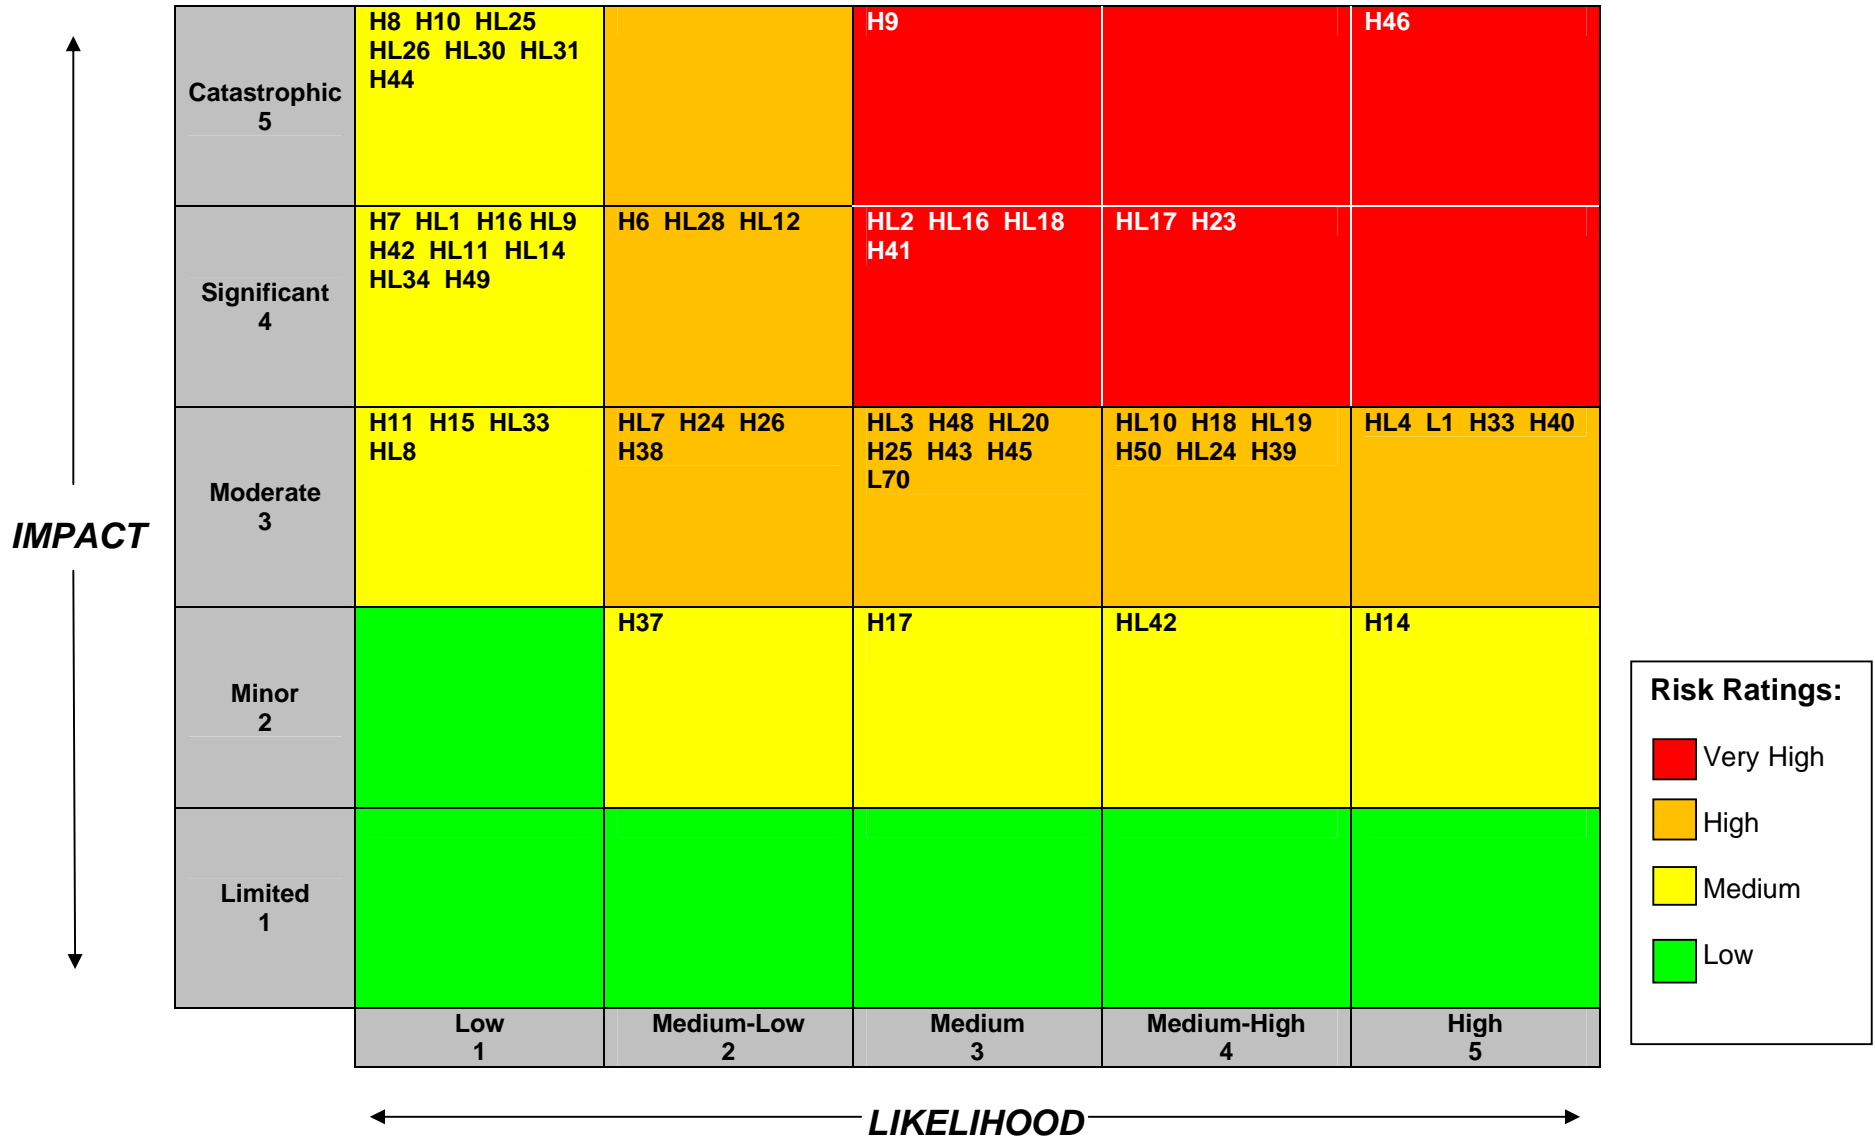 H8 H10 HL25
HL26 HL30 HL31
H44
H9
H46
Catastrophic
5
H7 HL1 H16 HL9
H42 HL11 HL14
HL34 H49
H6 HL28 HL12
HL2 HL16 HL18
H41
HL17 H23
Significant
4
H11 H15 HL33
HL8
HL7 H24 H26
H38
HL3 H48 HL20
H25 H43 H45
L70
HL10 H18 HL19
H50 HL24 H39
HL4 L1 H33 H40
Moderate
3
IMPACT
H37
H17
HL42
H14
Minor
2
Limited
1
Low
1
Medium-Low
2
Medium
3
Medium-High
4
High
5
LIKELIHOOD
Risk Ratings:
Very High
High
Medium
Low